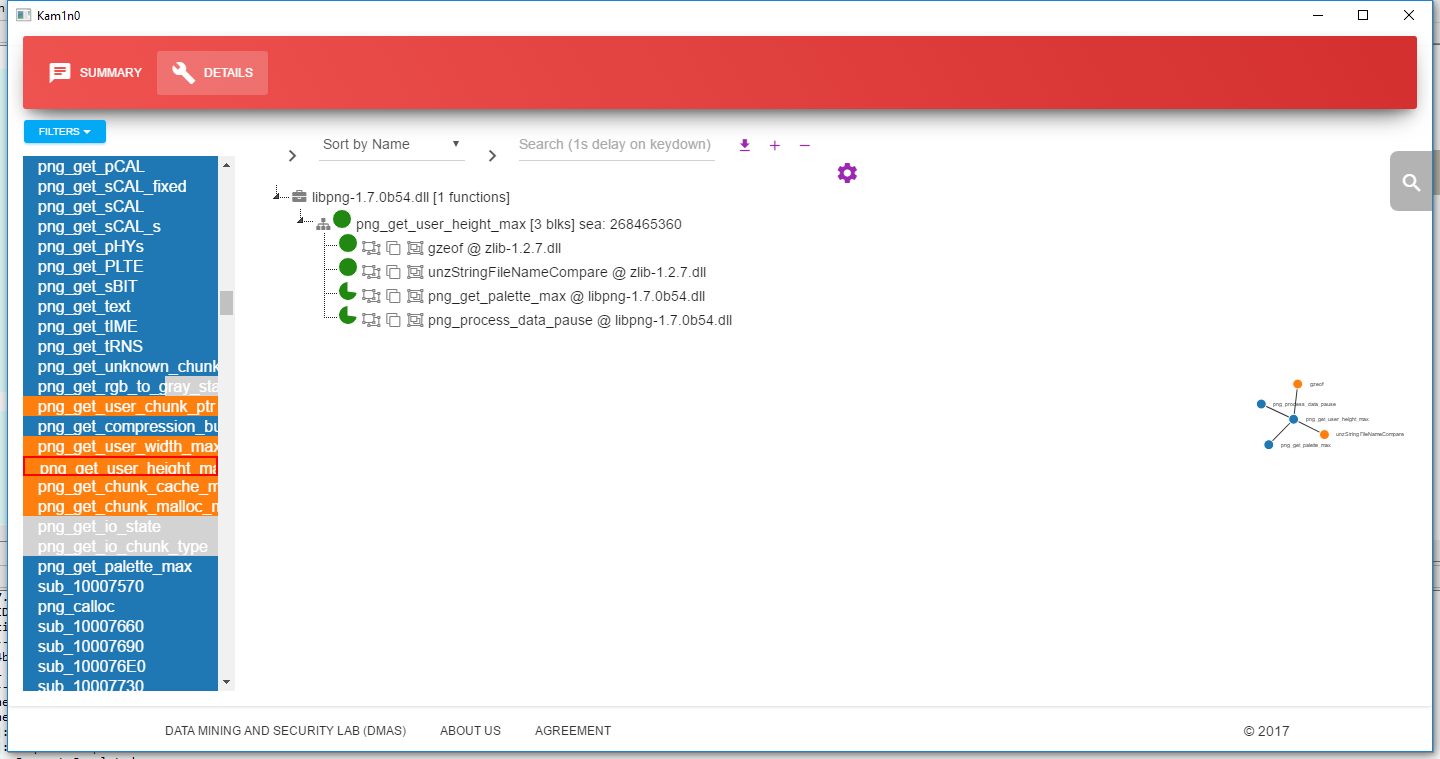 Kam1n0
SUMMARY
DETAILS
FILTERS
Sort by Name
Search (1s delay on keydown)
png_get_pCAL
png_get_sCAL_fixed
png_get_sCAL
png_get_sCAL_s
png_get_pHYs
png_get_PLTE
png_get_sBIT
png_get_text
png_get_tIME
png_get_tRNS
png_get_unknown_chunk
png_get_rgb_to_gray_sta
png_get_user_chunk_ptr
png_get_compression_bu
png_get_user_width_max
png_get_user_height_ma
png_get_chunk_cache_m
png_get_chunk_malloc_m
png_get_io_state
png_get_io_chunk_type
png_get_palette_max
sub_10007570
png_calloc
sub_10007660
sub_10007690
sub_100076E0
sub_10007730
libpng-1.7.0b54.dll [1 functions]
png_get_user_height_max [3 blks] sea: 268465360
gzeof @ zlib-1.2.7.dll
unzStringFileNameCompare @ zlib-1.2.7.dll
png_get_palette_max @ libpng-1.7.0b54.dll
png_process_data_pause @ libpng-1.7.0b54.dll
gzeof
png_process_data_pause
png_get_user_height_max
unzStringFileNameCompare
png_get_palette_max
DATA MINING AND SECURITY LAB (DMAS)
ABOUT US
AGREEMENT
© 2017